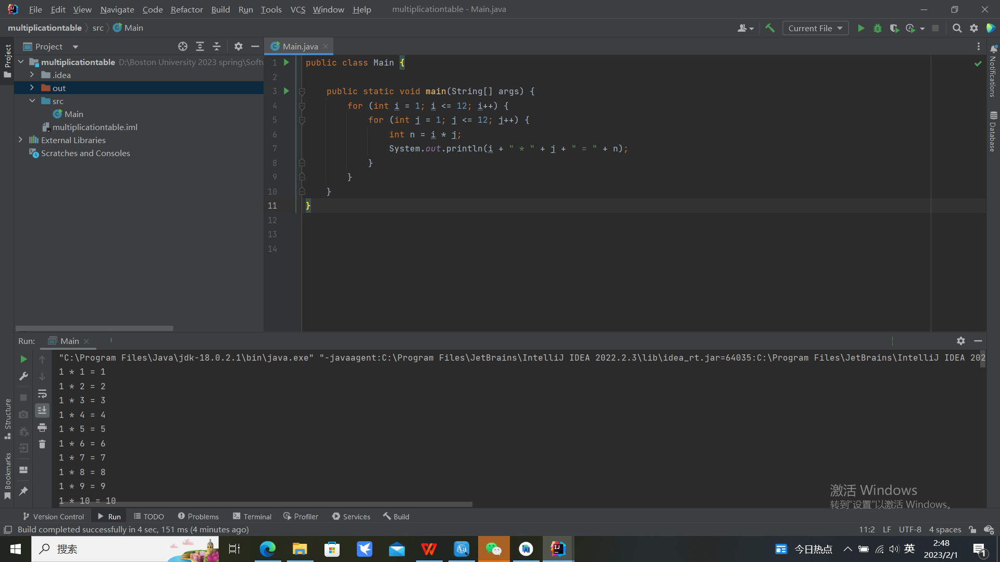 File Edit View Navigate Code Refactor Build Run Tools VCS Window Help multiplicationtable - Main.java
multiplicationtable src Main Current File
Project Main.java
Project
multiplicationtable D:\Boston University 2023 spring\Softw
.idea
out
src
Main
multiplicationtable.iml
External Libraries
Scratches and Consoles
1 public class Main {
2
3 public static void main(String[] args) {
4 for (int i = 1; i <= 12; i++) {
5 for (int j = 1; j <= 12; j++) {
6 int n = i * j;
7 System.out.println(i + " * " + j + " = " + n);
8 }
9 }
10 }
11 }
12
13
14
Notifications
Database
Run: Main
"C:\Program Files\Java\jdk-18.0.2.1\bin\java.exe" "-javaagent:C:\Program Files\JetBrains\IntelliJ IDEA 2022.2.3\lib\idea_rt.jar=64035:C:\Program Files\JetBrains\IntelliJ IDEA 202
1 * 1 = 1
1 * 2 = 2
1 * 3 = 3
1 * 4 = 4
1 * 5 = 5
1 * 6 = 6
1 * 7 = 7
1 * 8 = 8
1 * 9 = 9
1 * 10 = 10
Structure
Bookmarks
激活 Windows
转到“设置”以激活 Windows。
Version Control Run TODO Problems Terminal Profiler Services Build
Build completed successfully in 4 sec, 151 ms (4 minutes ago) 11:2 LF UTF-8 4 spaces
搜索 今日热点 英 2:48
2023/2/1 1